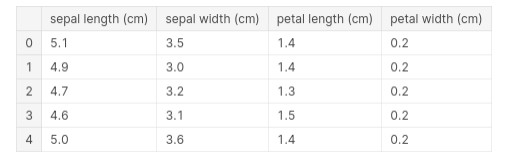 sepal length (cm) sepal width (cm) petal length (cm) petal width (cm)
0 5.1 3.5 1.4 0.2
1 4.9 3.0 1.4 0.2
2 4.7 3.2 1.3 0.2
3 4.6 3.1 1.5 0.2
4 5.0 3.6 1.4 0.2